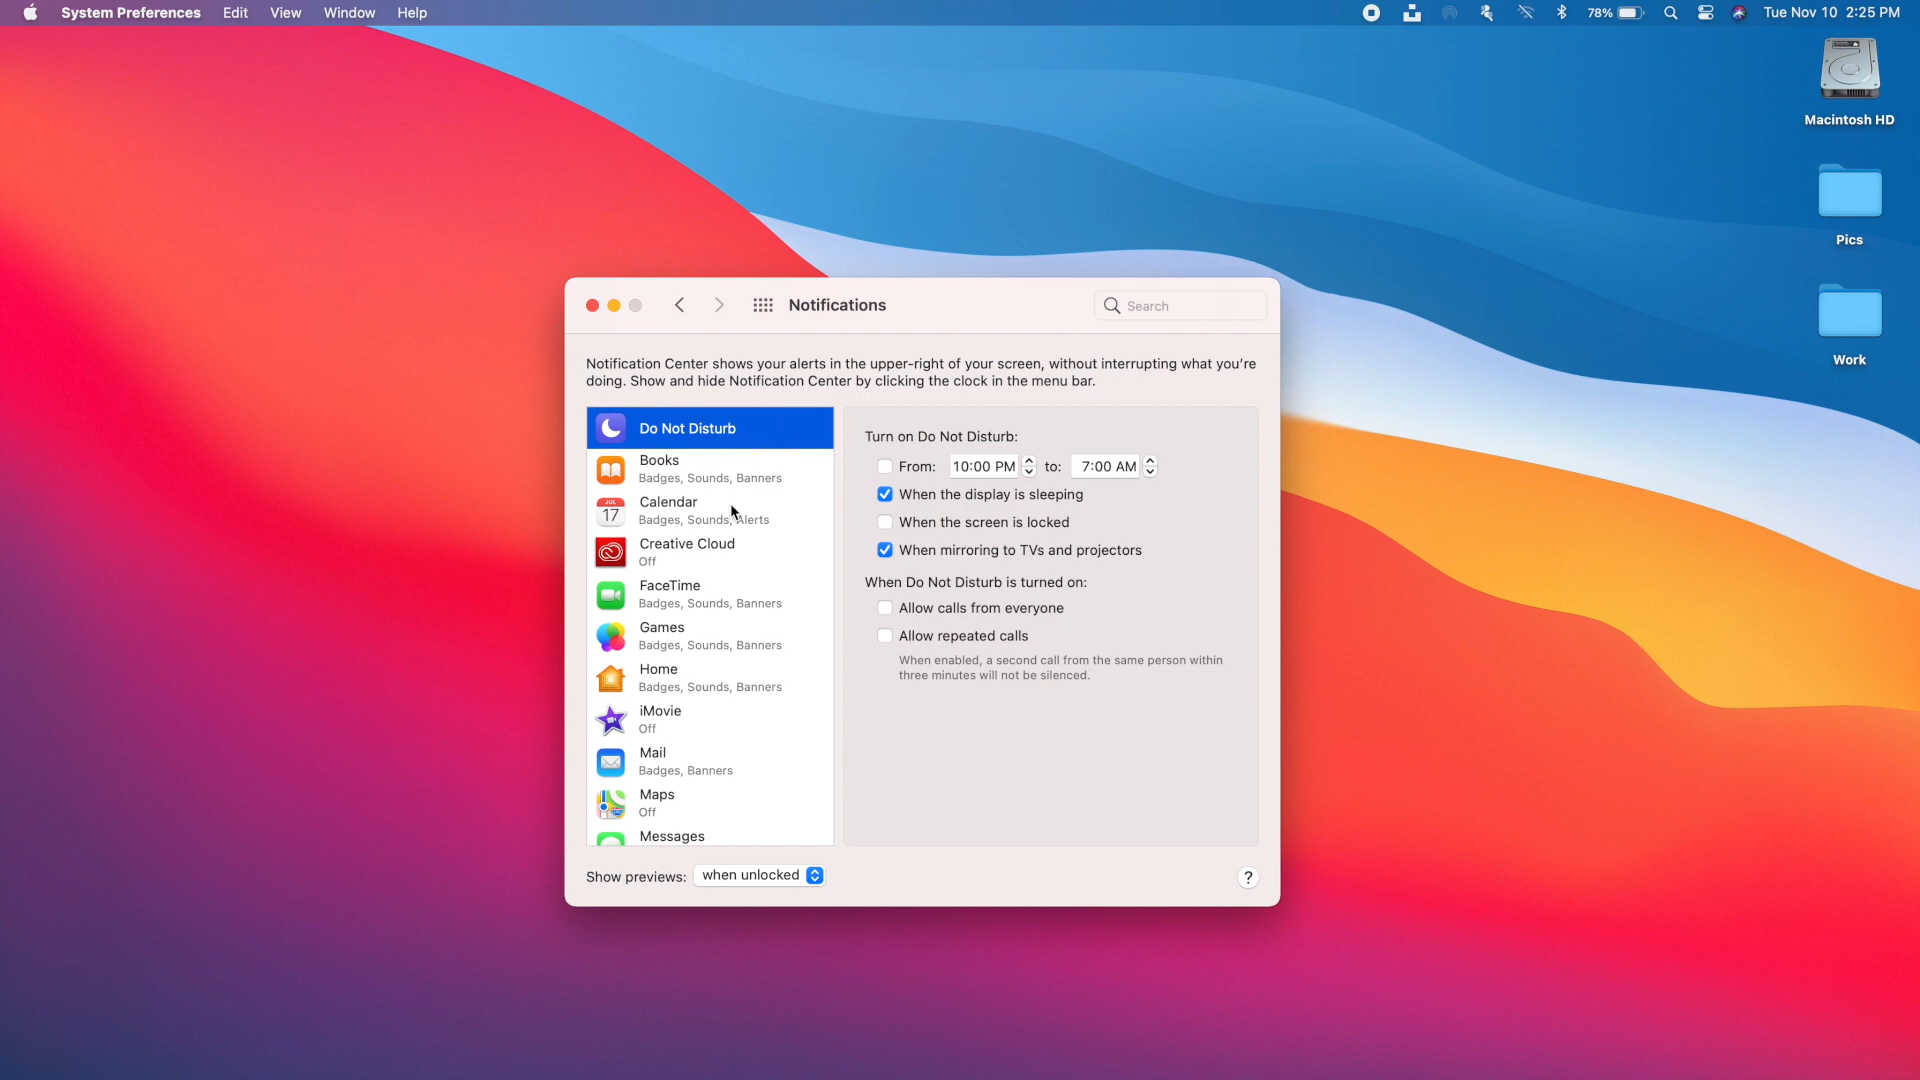 System Preferences Edit View Window Help
78% Tue Nov 10 2:25 PM
Macintosh HD
Pics
Work
Notifications
Search
Notification Center shows your alerts in the upper-right of your screen, without interrupting what you're
doing. Show and hide Notification Center by clicking the clock in the menu bar.
Do Not Disturb
Books
Badges, Sounds, Banners
JUL
17
Calendar
Badges, Sounds, Alerts
Creative Cloud
Off
FaceTime
Badges, Sounds, Banners
Games
Badges, Sounds, Banners
Home
Badges, Sounds, Banners
iMovie
Off
Mail
Badges, Banners
Maps
Off
Messages
Turn on Do Not Disturb:
From: 10:00 PM to: 7:00 AM
When the display is sleeping
When the screen is locked
When mirroring to TVs and projectors
When Do Not Disturb is turned on:
Allow calls from everyone
Allow repeated calls
When enabled, a second call from the same person within
three minutes will not be silenced.
Show previews: when unlocked
?